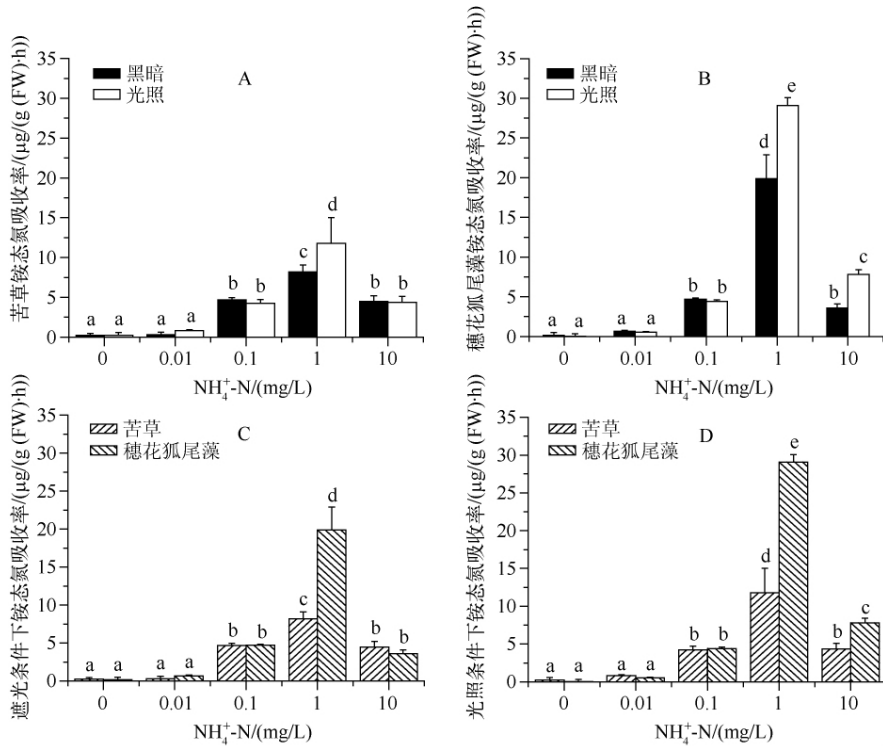 苦草铵态氮吸收率/(μg/(g (FW)·h))
35
30
25
20
15
10
5
0
黑暗
光照
A
a a a a b b c d b b
0 0.01 0.1 1 10
NH₄⁺-N/(mg/L)
穗花狐尾藻铵态氮吸收率/(μg/(g (FW)·h))
35
30
25
20
15
10
5
0
黑暗
光照
B
a a a a b b d e b c
0 0.01 0.1 1 10
NH₄⁺-N/(mg/L)
遮光条件下铵态氮吸收率/(μg/(g (FW)·h))
35
30
25
20
15
10
5
0
苦草
穗花狐尾藻
C
a a a a b b c d b b
0 0.01 0.1 1 10
NH₄⁺-N/(mg/L)
光照条件下铵态氮吸收率/(μg/(g (FW)·h))
35
30
25
20
15
10
5
0
苦草
穗花狐尾藻
D
a a a a b b d e b c
0 0.01 0.1 1 10
NH₄⁺-N/(mg/L)